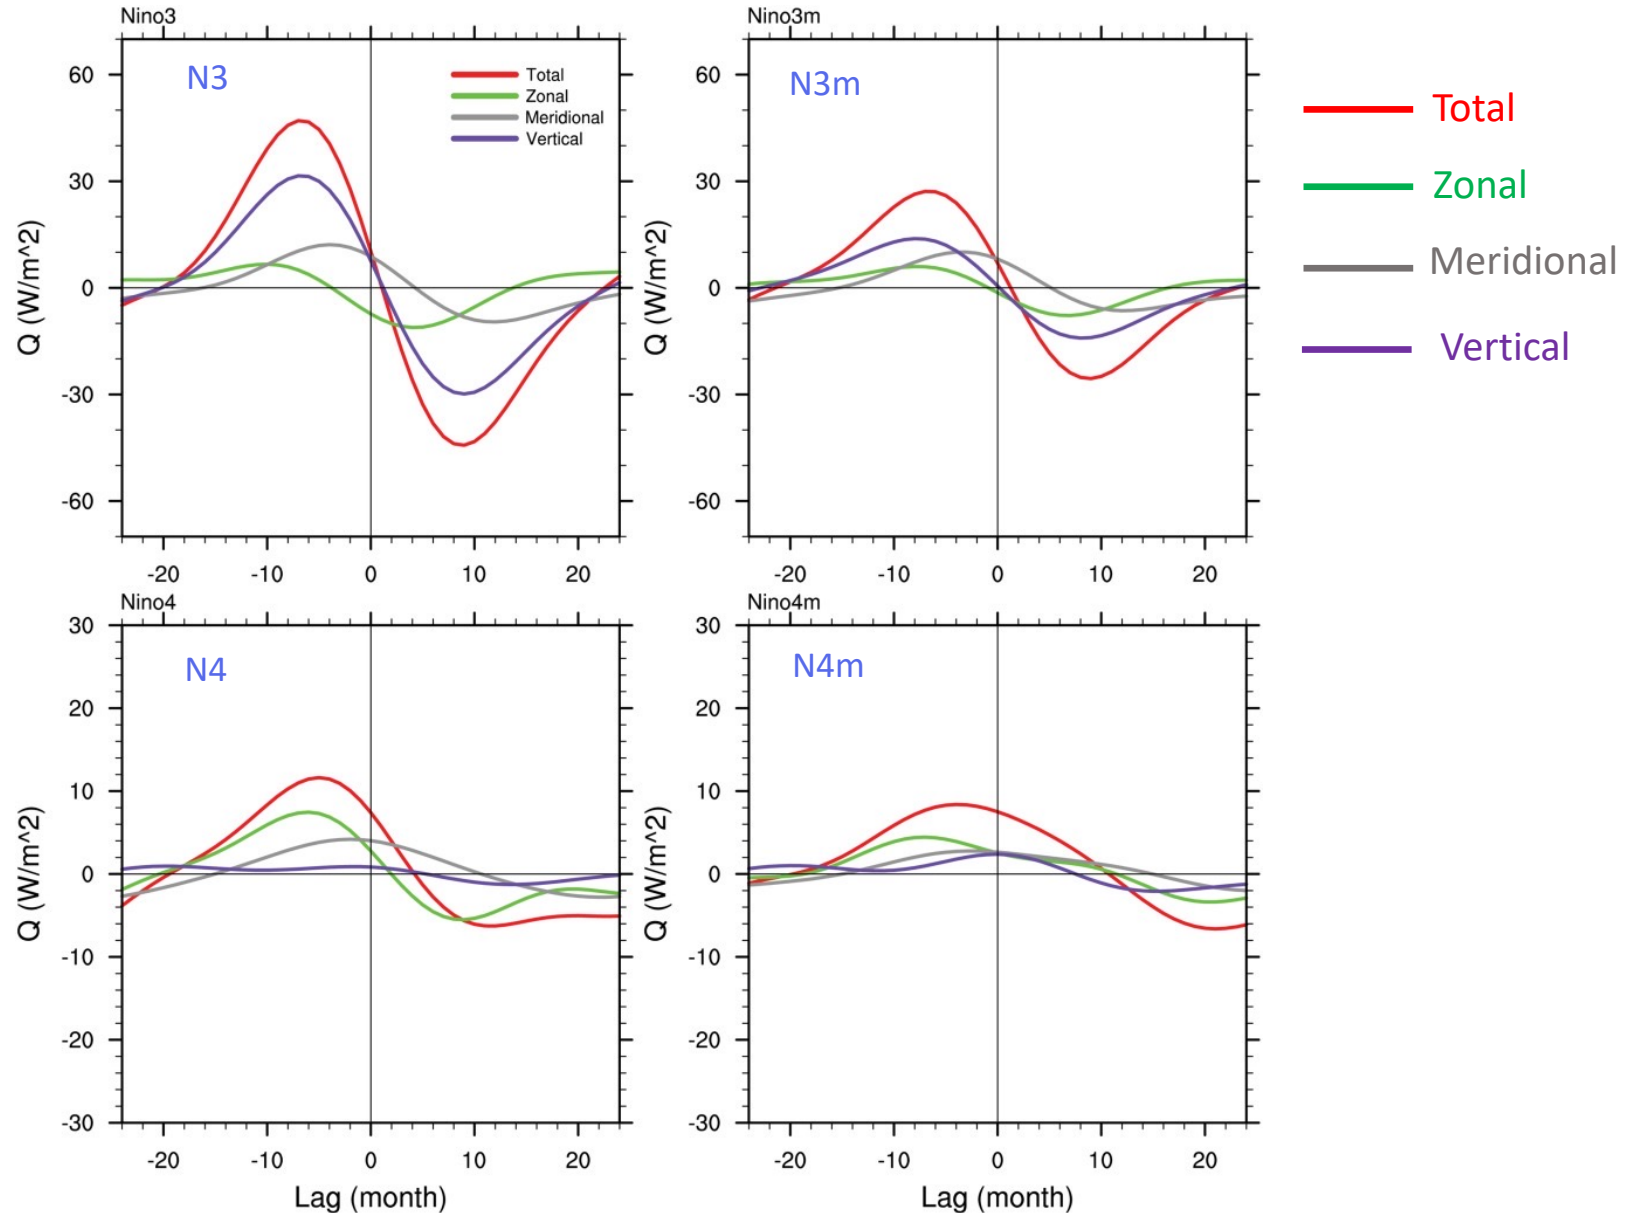 Nino3
N3
Total
Zonal
Meridional
Vertical
60
30
0
-30
-60
Q (W/m^2)
-20 -10 0 10 20
Nino3m
N3m
60
30
0
-30
-60
Q (W/m^2)
-20 -10 0 10 20
Total
Zonal
Meridional
Vertical
Nino4
N4
30
20
10
0
-10
-20
-30
Q (W/m^2)
-20 -10 0 10 20
Lag (month)
Nino4m
N4m
30
20
10
0
-10
-20
-30
Q (W/m^2)
-20 -10 0 10 20
Lag (month)